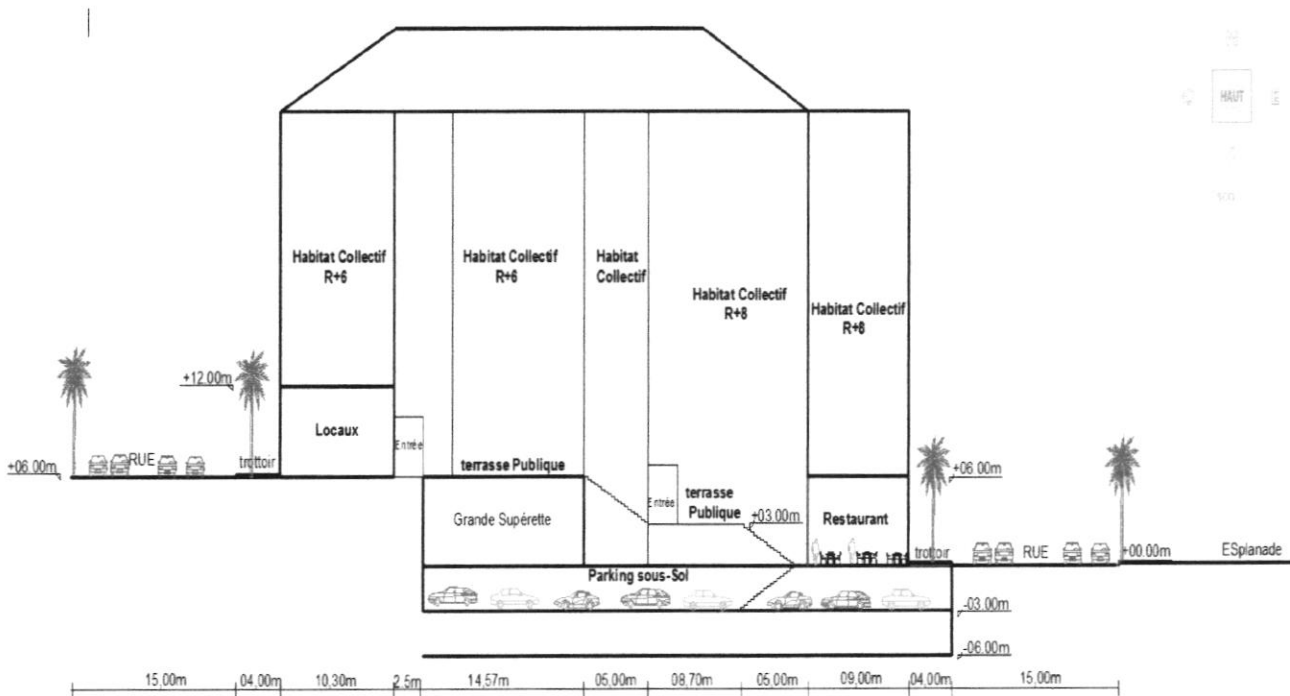 HAUT
Habitat Collectif
R+6
Habitat Collectif
R+6
Habitat
Collectif
Habitat Collectif
R+8
Habitat Collectif
R+8
+12.00m
Locaux
Entrée
+06.00m
RUE
trottoir
terrasse Publique
Grande Supérette
Entrée
terrasse
Publique
+03.00m
Restaurant
+06.00m
trottoir
RUE
+00.00m
ESplanade
Parking sous-Sol
-03.00m
-06.00m
15,00m
04,00m
10,30m
2.5m
14,57m
05,00m
08.70m
05,00m
09,00m
04,00m
15,00m